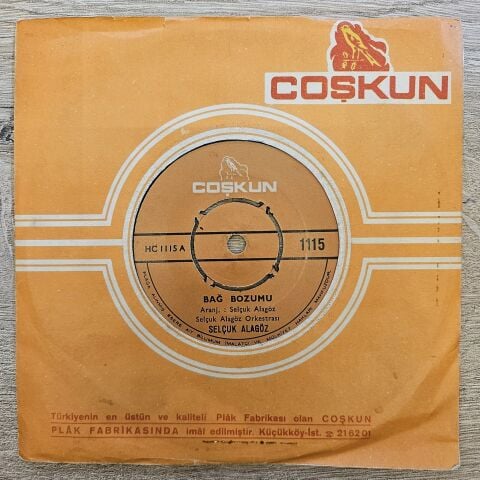 COŞKUN
COŞKUN
HC 1115 A
1115
BAĞ BOZUMU
Aranj. : Selçuk Alagöz
Selçuk Alagöz Orkestrası
SELÇUK ALAGÖZ
Türkiyenin en üstün ve kaliteli Plâk Fabrikası olan COŞKUN
PLÂK FABRİKASINDA imâl edilmiştir. Küçükköy-İst. 216201